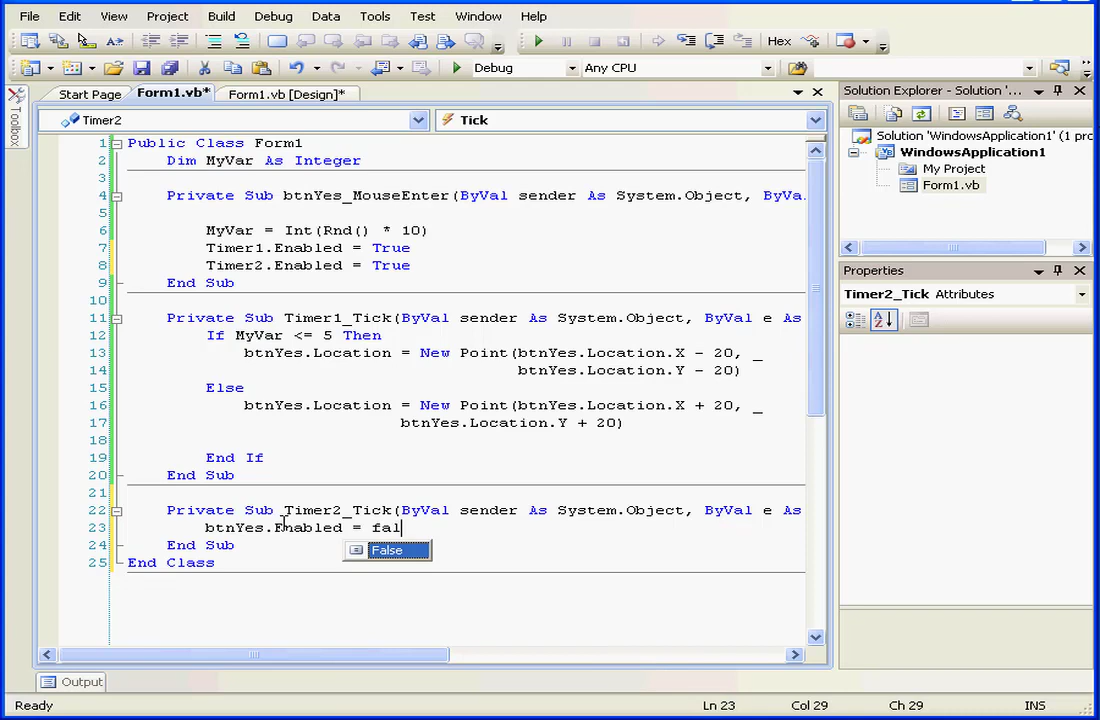 File Edit View Project Build Debug Data Tools Test Window Help
Hex
Debug Any CPU
Start Page Form1.vb* Form1.vb [Design]*
Toolbox
Timer2 Tick
1 Public Class Form1
2 Dim MyVar As Integer
3
4 Private Sub btnYes_MouseEnter(ByVal sender As System.Object, ByVa
5
6 MyVar = Int(Rnd() * 10)
7 Timer1.Enabled = True
8 Timer2.Enabled = True
9 End Sub
10
11 Private Sub Timer1_Tick(ByVal sender As System.Object, ByVal e As
12 If MyVar <= 5 Then
13 btnYes.Location = New Point(btnYes.Location.X - 20, _
14 btnYes.Location.Y - 20)
15 Else
16 btnYes.Location = New Point(btnYes.Location.X + 20, _
17 btnYes.Location.Y + 20)
18
19 End If
20 End Sub
21
22 Private Sub Timer2_Tick(ByVal sender As System.Object, ByVal e As
23 btnYes.Enabled = fal
False
24 End Sub
25 End Class
Solution Explorer - Solution '...
Solution 'WindowsApplication1' (1 pro
WindowsApplication1
My Project
Form1.vb
Properties
Timer2_Tick Attributes
Output
Ready Ln 23 Col 29 Ch 29 INS